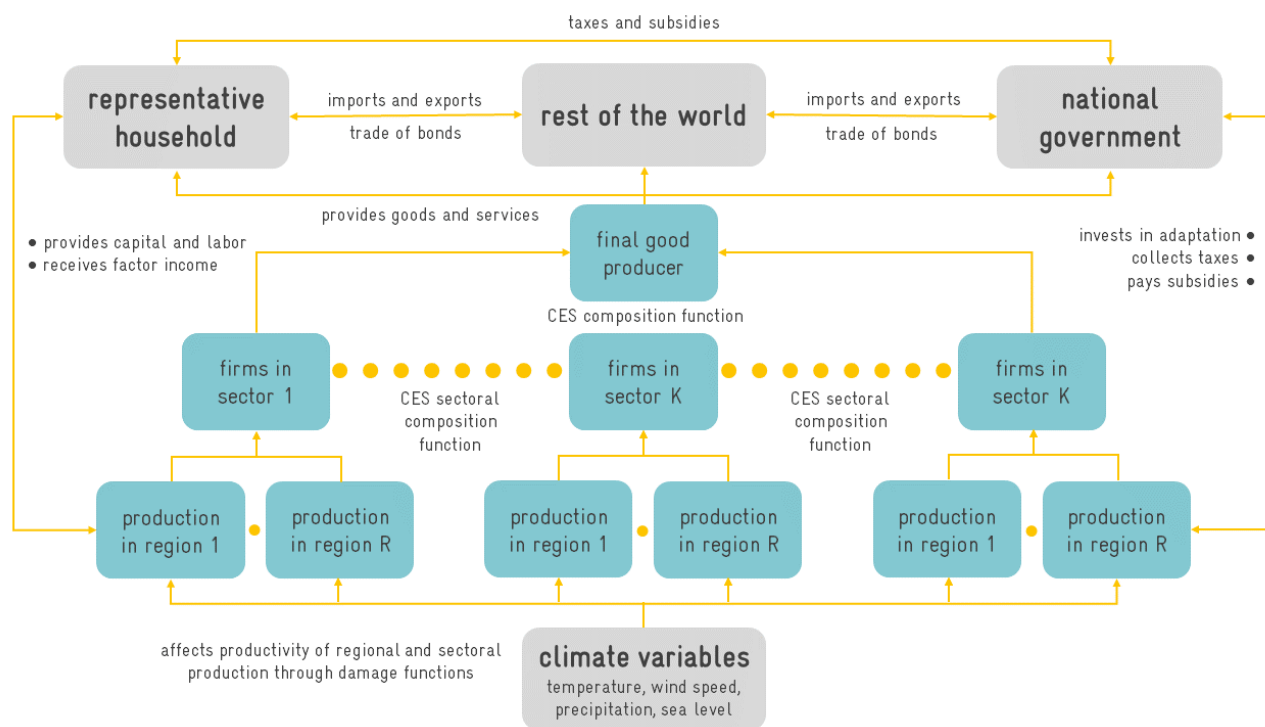 taxes and subsidies
representative
household
imports and exports
trade of bonds
rest of the world
imports and exports
trade of bonds
national
government
provides goods and services
• provides capital and labor
• receives factor income
final good
producer
invests in adaptation •
collects taxes •
pays subsidies •
CES composition function
firms in
sector 1
CES sectoral
composition
function
firms in
sector K
CES sectoral
composition
function
firms in
sector K
production
in region 1
production
in region R
production
in region 1
production
in region R
production
in region 1
production
in region R
affects productivity of regional and sectoral
production through damage functions
climate variables
temperature, wind speed,
precipitation, sea level